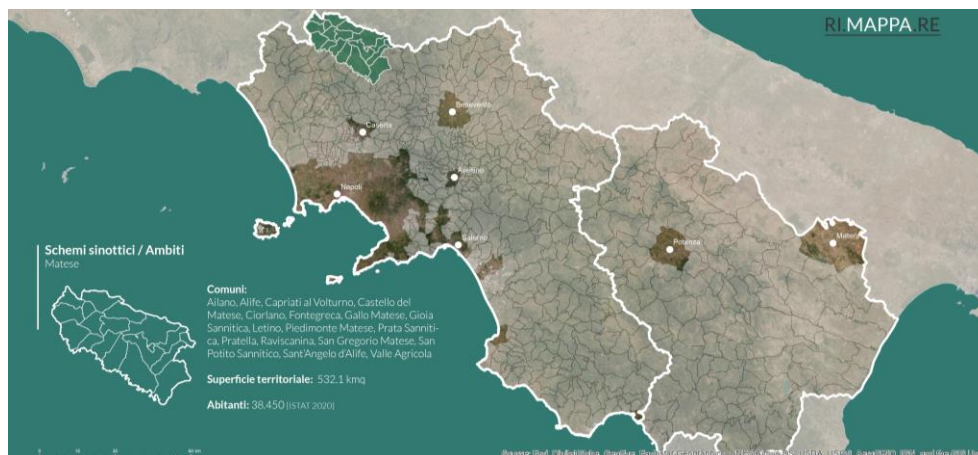 RI.MAPPA.RE
Benevento
Caserta
Avellino
Napoli
Salerno
Potenza
Matera
Schemi sinottici / Ambiti
Matese
Comuni:
Ailano, Alife, Capriati al Volturno, Castello del
Matese, Ciorlano, Fontegreca, Gallo Matese, Gioia
Sannitica, Letino, Piedimonte Matese, Prata Sanniti-
ca, Pratella, Raviscanina, San Gregorio Matese, San
Potito Sannitico, Sant'Angelo d'Alife, Valle Agricola
Superficie territoriale: 532.1 kmq
Abitanti: 38.450 [ISTAT 2020]